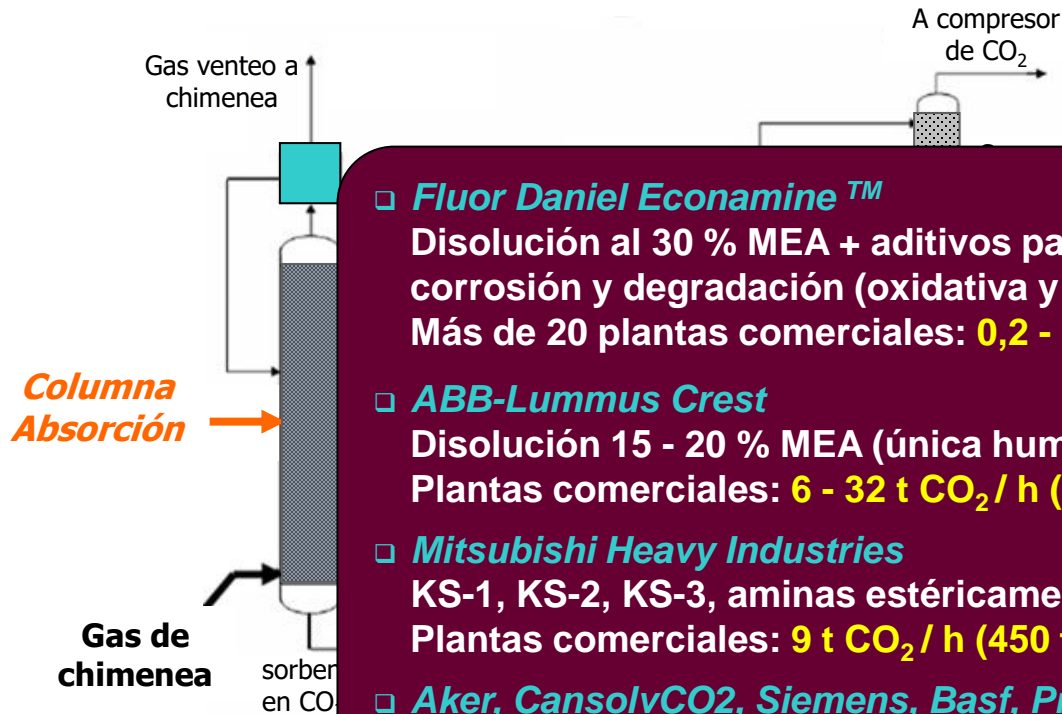 A compresor
de CO₂
Gas venteo a
chimenea
❑ Fluor Daniel Econamine ™
Disolución al 30 % MEA + aditivos
corrosión y degradación (oxidativa y
Más de 20 plantas comerciales: 0,2 -
Columna
Absorción
❑ ABB-Lummus Crest
Disolución 15 - 20 % MEA (única
Plantas comerciales: 6 - 32 t CO₂ / h (
❑ Mitsubishi Heavy Industries
KS-1, KS-2, KS-3, aminas
Plantas comerciales: 9 t CO₂ / h (450
Gas de
chimenea
en CO
❑ Aker, CansolvCO2, Siemens, Basf,